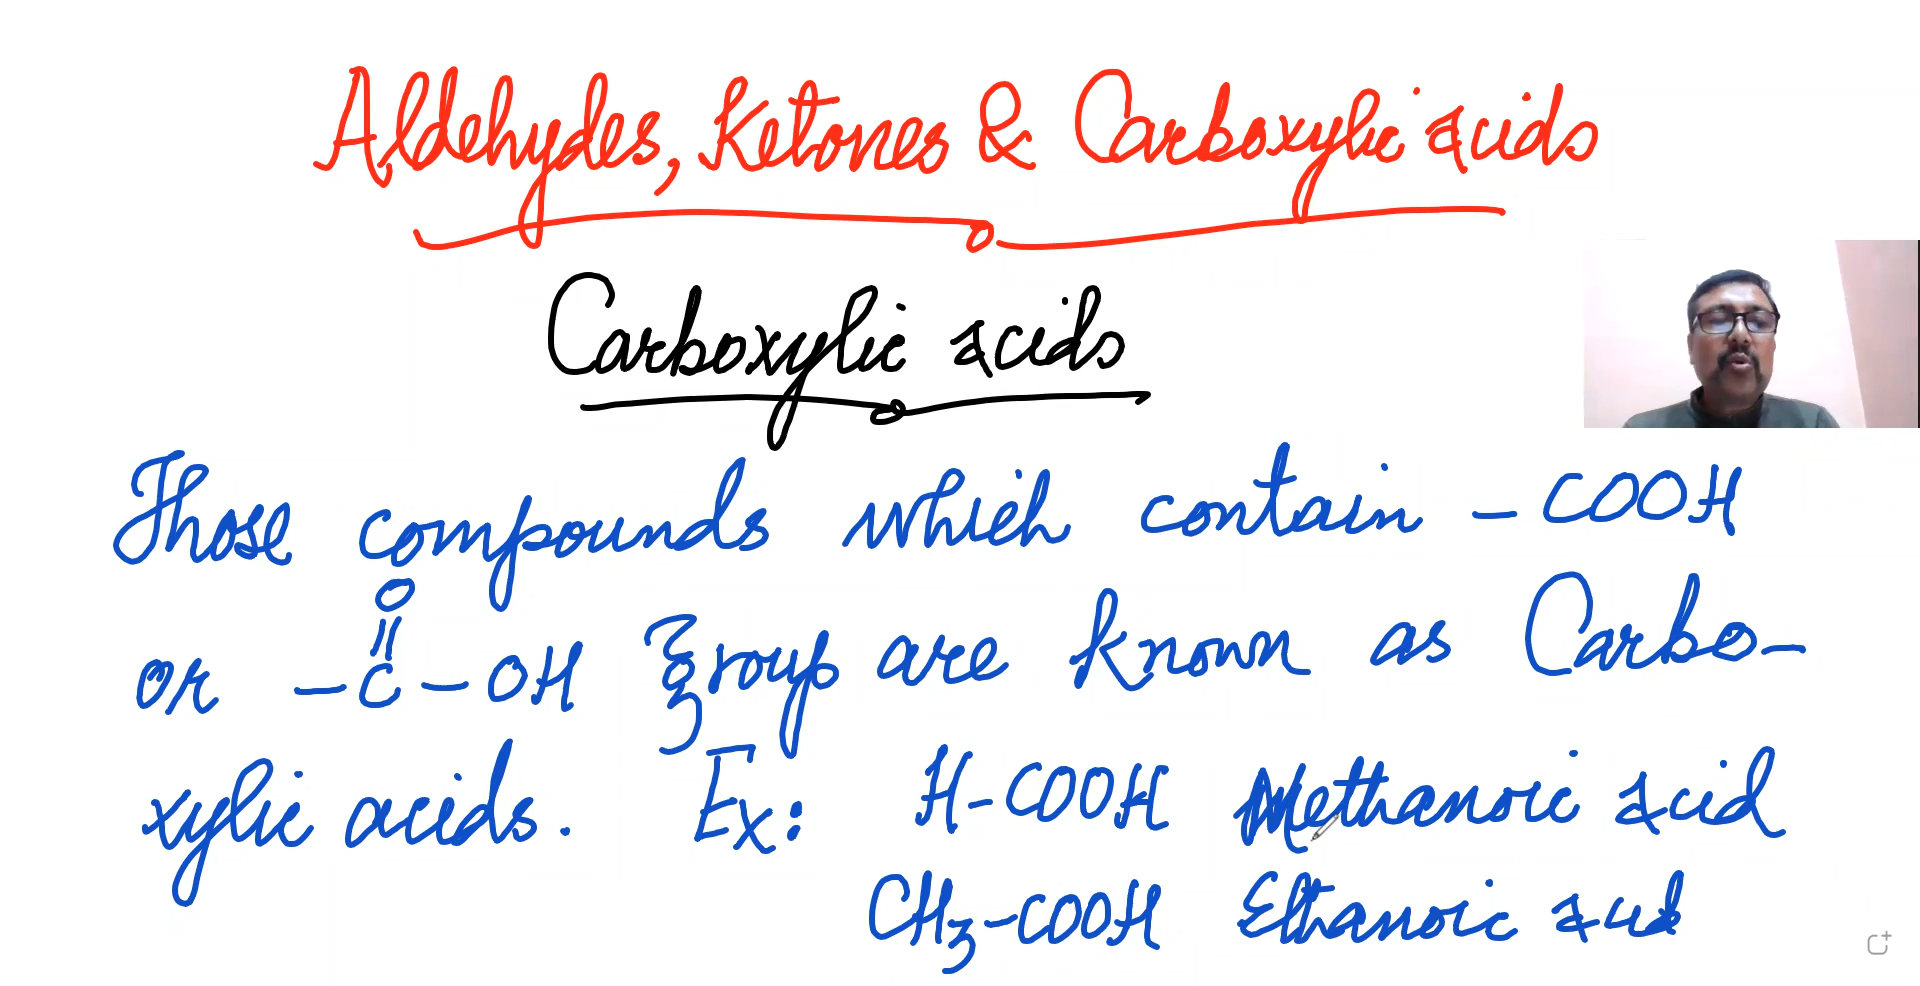 Aldehydes, Ketones & Carboxylic acids
Carboxylic acids
Those compounds which contain -COOH
O
||
or -C-OH group are known as Carbo-
xylic acids. Ex: H-COOH Methanoic acid
CH3-COOH Ethanoic acid